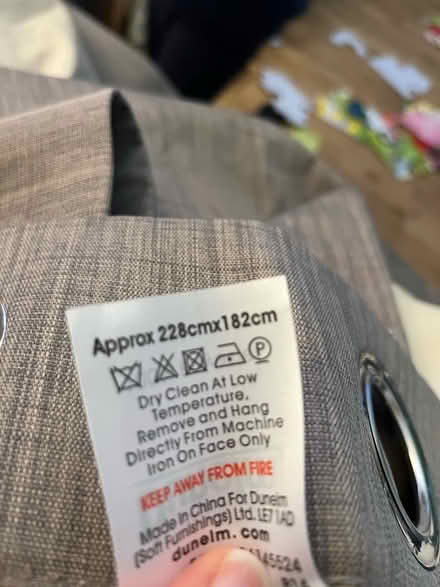 Approx 228cmx182cm
P
Dry Clean At Low
Temperature,
Remove and Hang
Directly From Machine
Iron On Face Only
KEEP AWAY FROM FIRE
Made in China For Dunelm
(Soft Furnishings) Ltd. LE7 1AD
dunelm. com